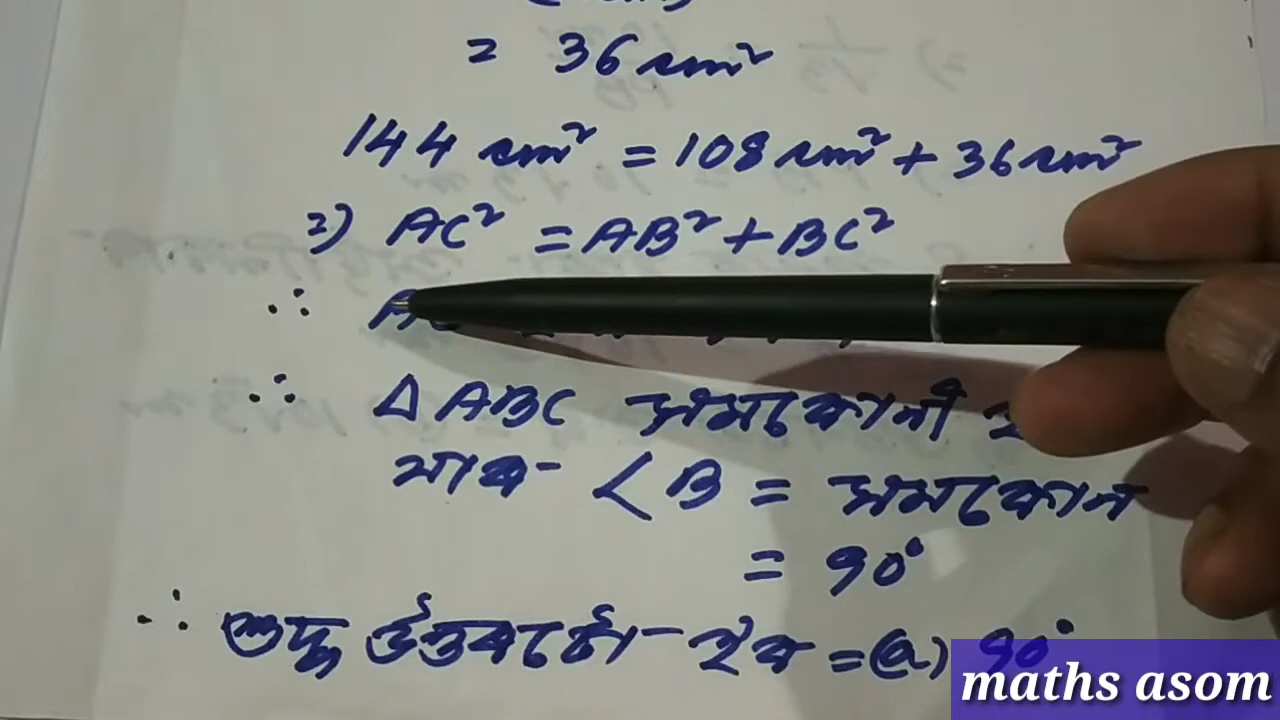 = 36 cm²
144 cm² = 108 cm² + 36 cm²
⇒) AC² = AB² + BC²
∴
∴ △ABC সমকোণী
যাৰ ∠B = সমকোণ
= 90°
∴ শুদ্ধ উত্তৰটো হ'ব = (a) 90°
maths asom